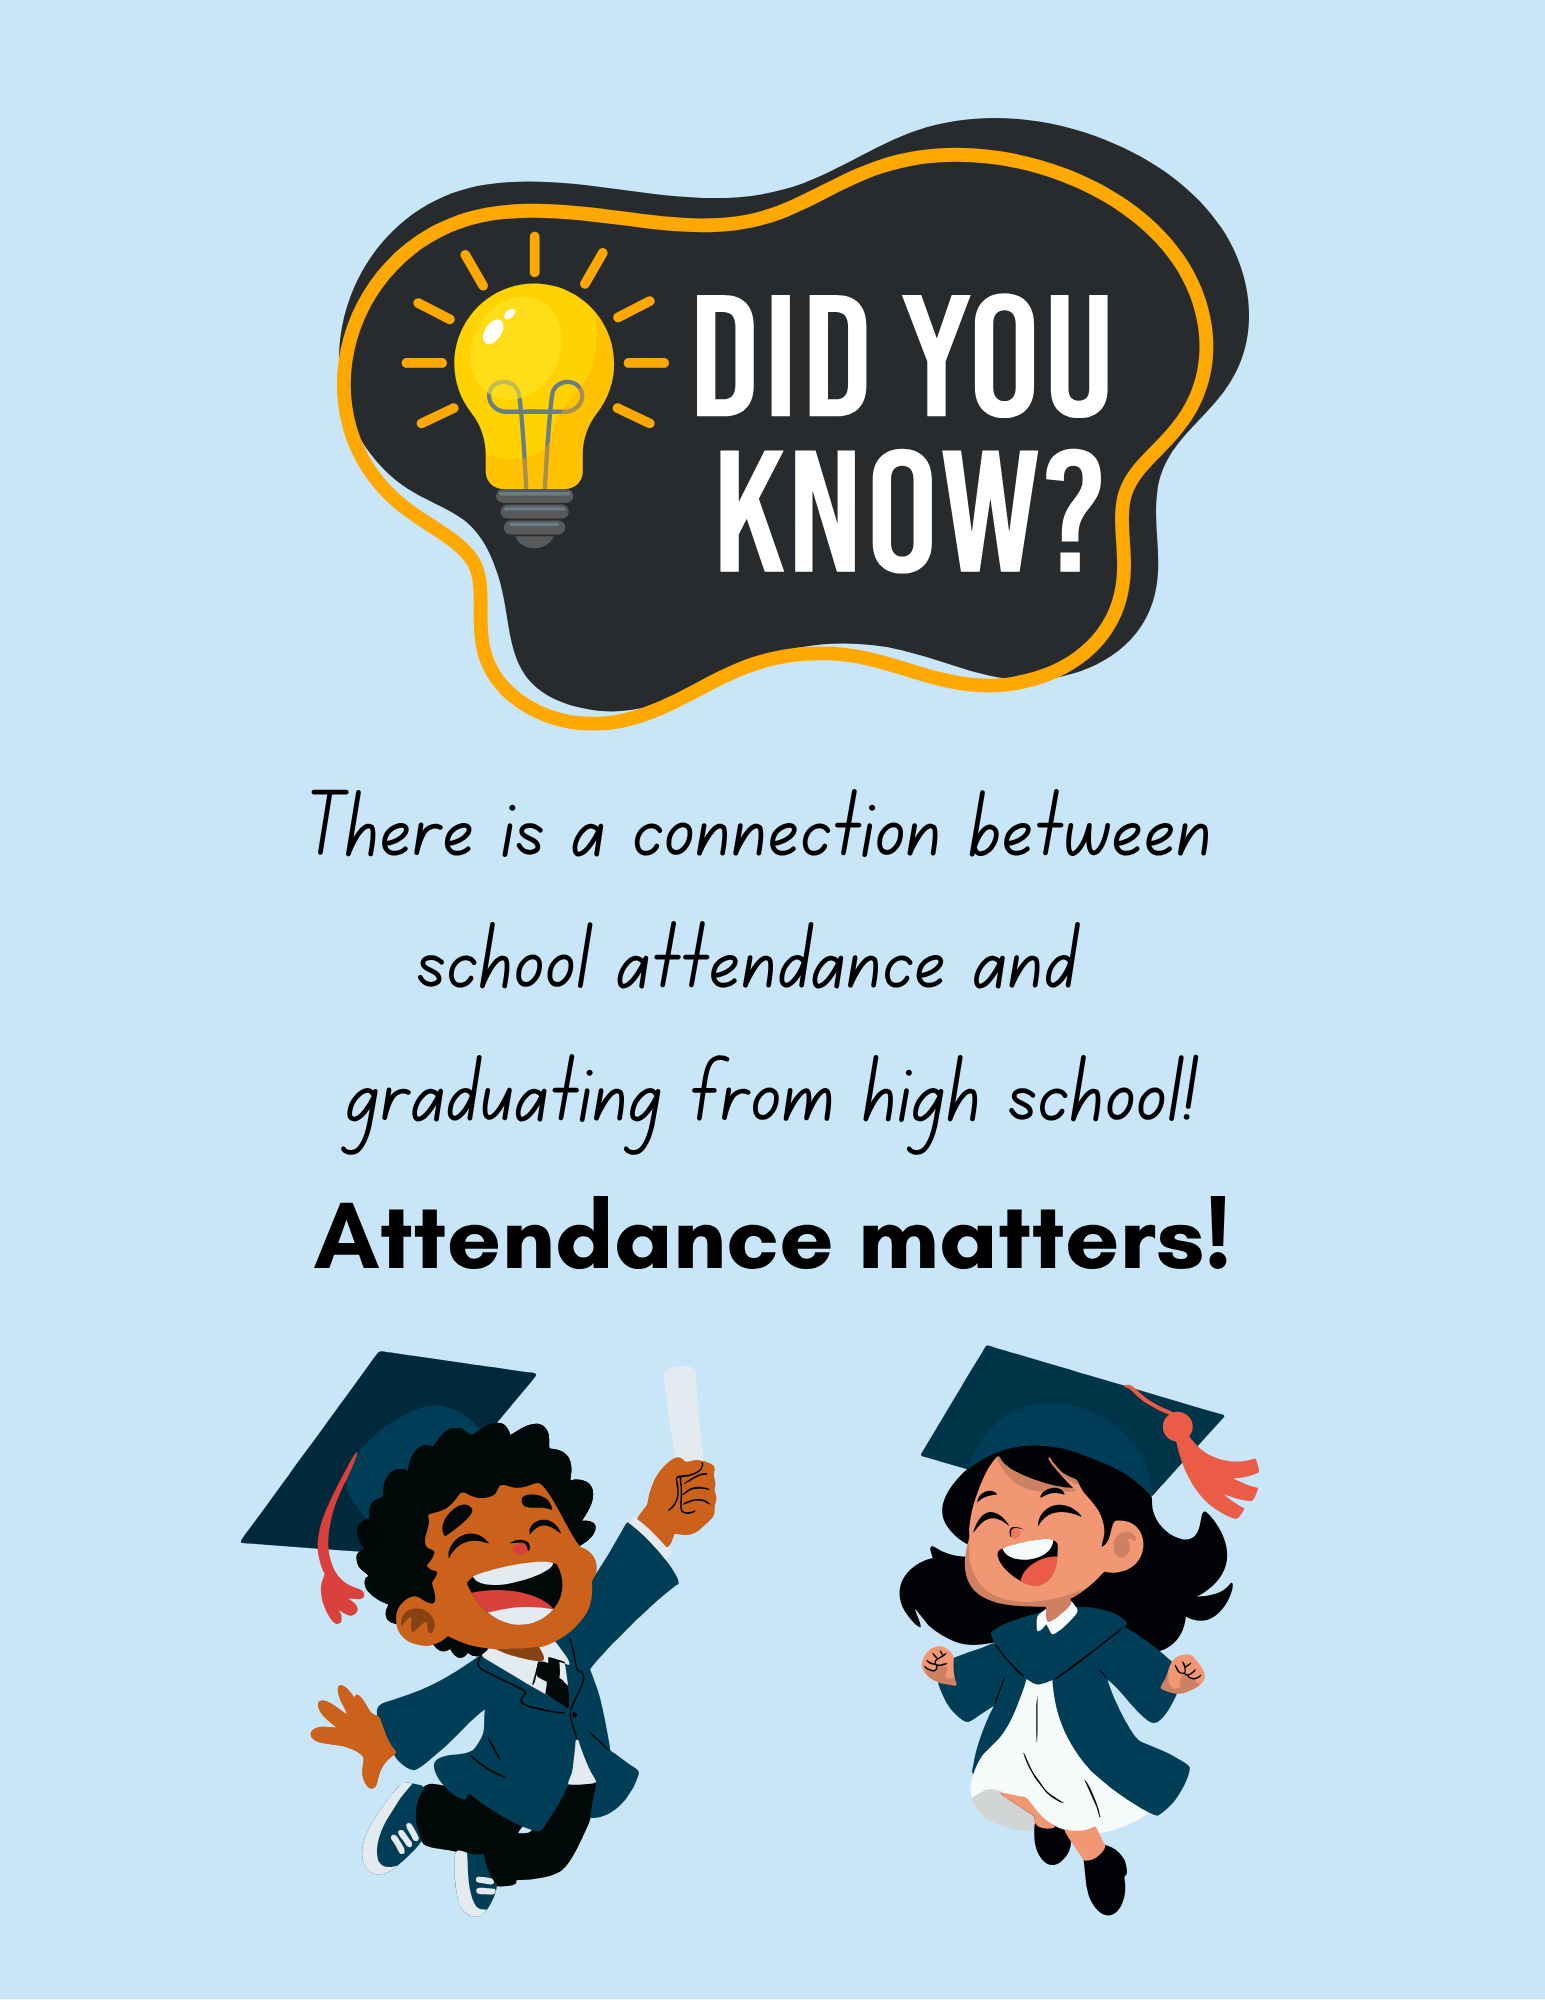 DID YOU
KNOW?
There is a connection between
school attendance and
graduating from high school!
Attendance matters!